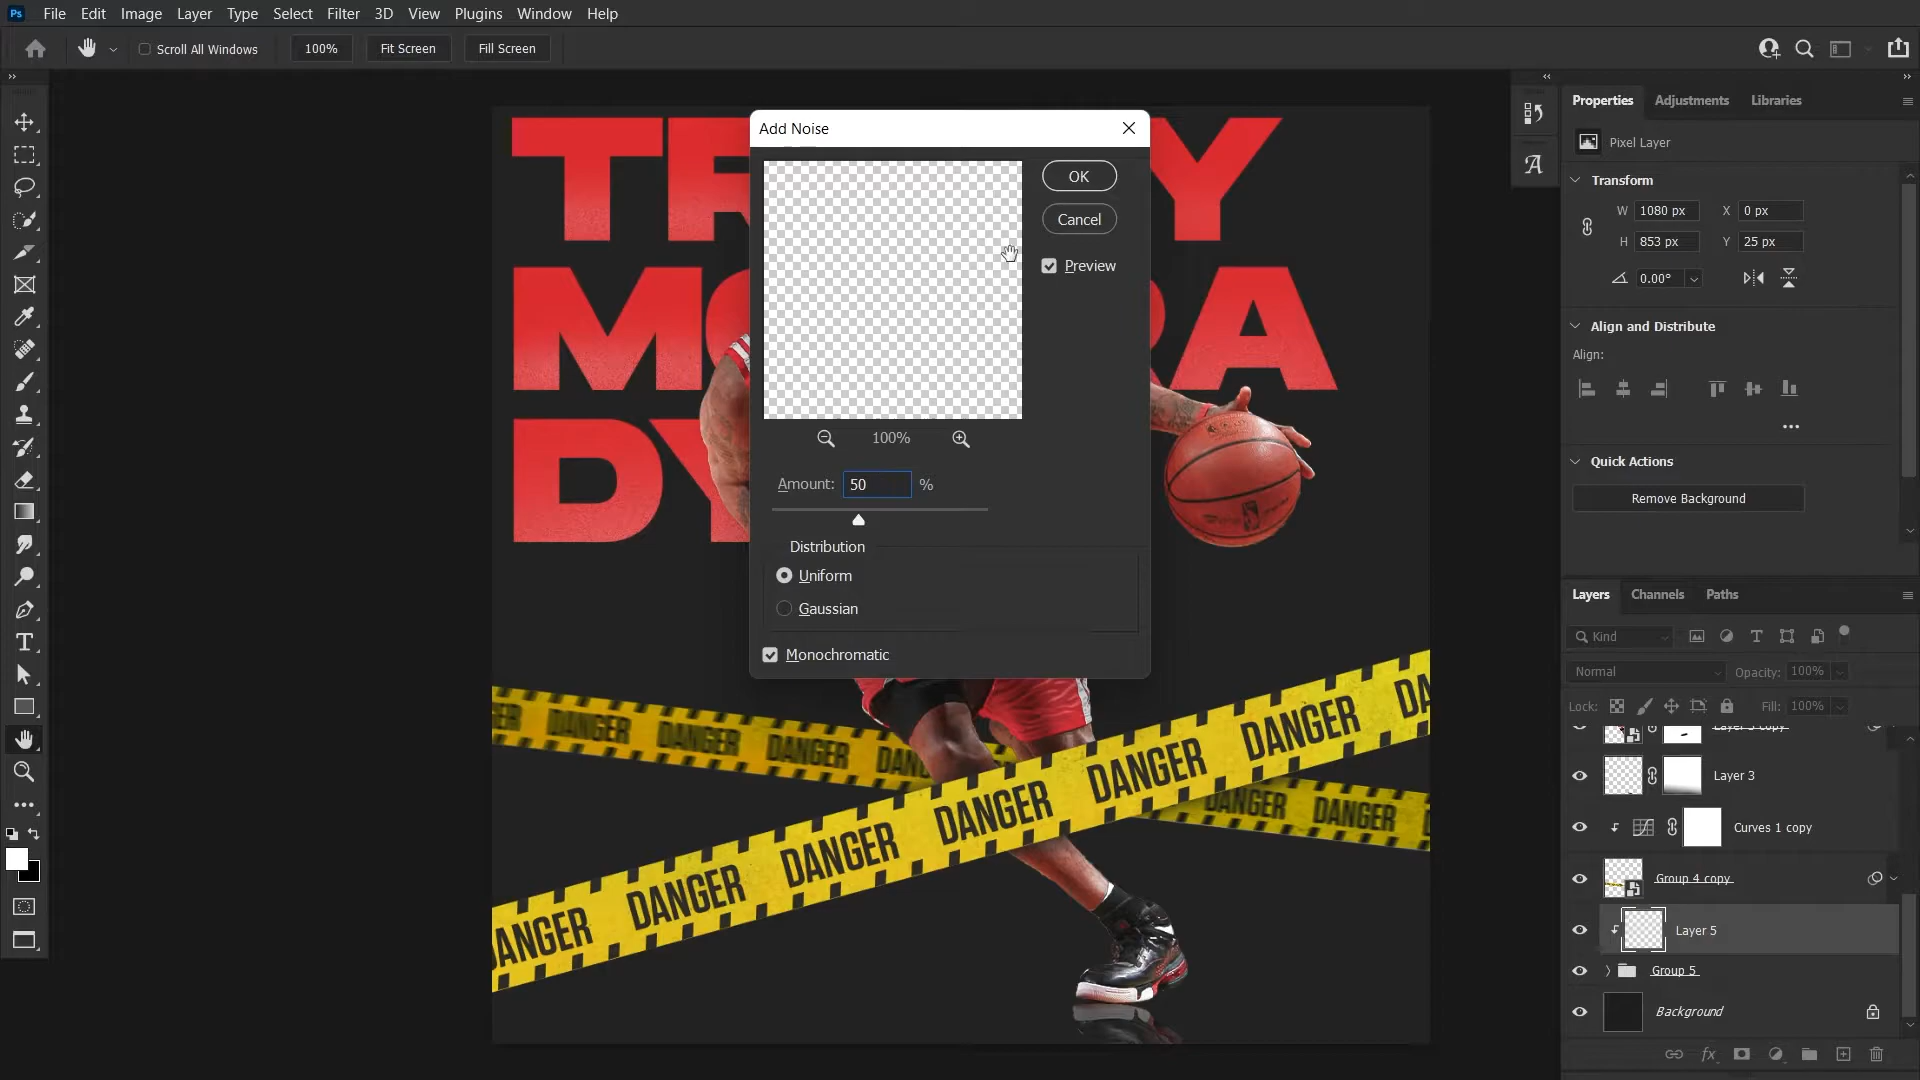 Ps File Edit Image Layer Type Select Filter 3D View Plugins Window Help
Scroll All Windows 100% Fit Screen Fill Screen
Properties Adjustments Libraries
Pixel Layer
Transform
W 1080 px X 0 px
H 853 px Y 25 px
0.00°
Align and Distribute
Align:
Quick Actions
Remove Background
Add Noise
OK
Cancel
Preview
100%
Amount: 50 %
Distribution
Uniform
Gaussian
Monochromatic
TR Y
M RA
DY
DANGER DANGER DANGER
DANGER DANGER
DANGER DANGER DANGER DANGER DANGER DA
Layers Channels Paths
Kind
Normal Opacity: 100%
Lock: Fill: 100%
Layer 3 copy
Layer 3
Curves 1 copy
Group 4 copy
Layer 5
Group 5
Background